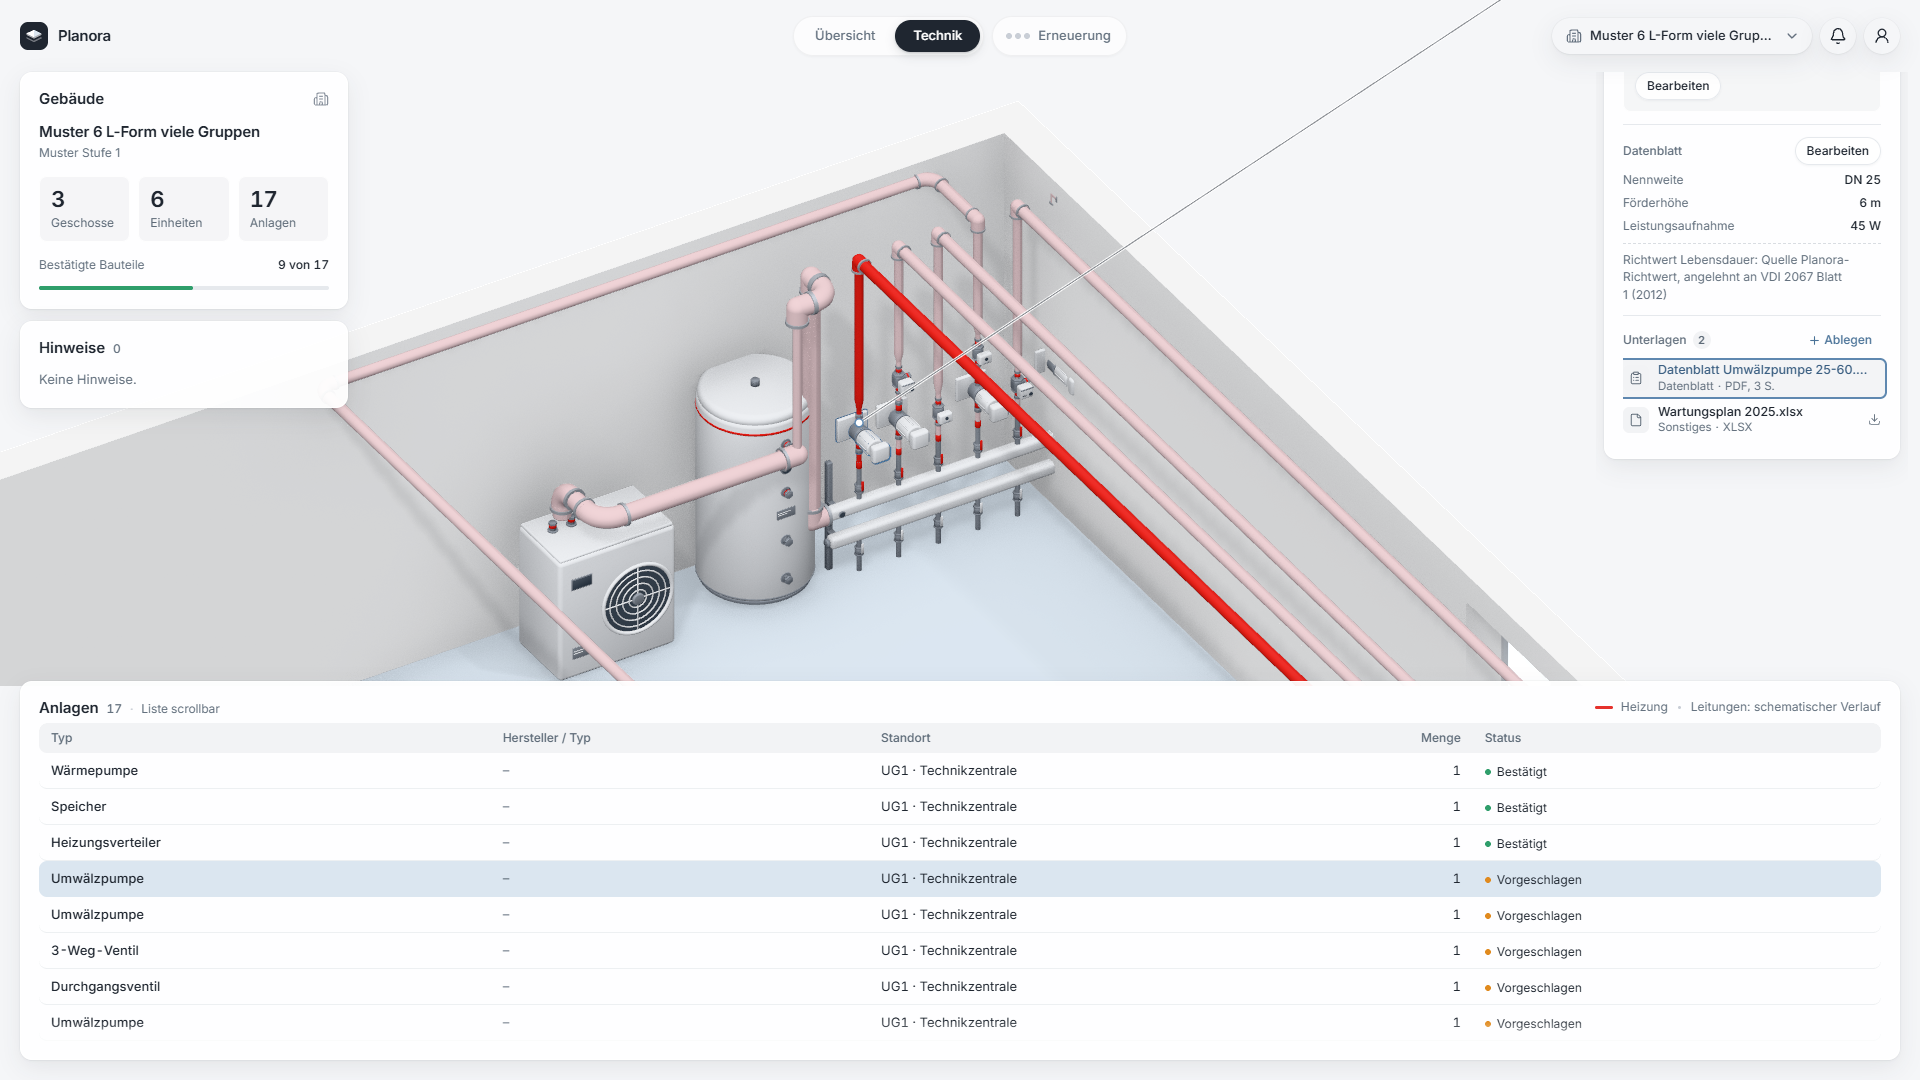 Planora
Übersicht
Technik
Erneuerung
Muster 6 L-Form viele Grup...
Gebäude
Muster 6 L-Form viele Gruppen
Muster Stufe 1
3
Geschosse
6
Einheiten
17
Anlagen
Bestätigte Bauteile
9 von 17
Hinweise 0
Keine Hinweise.
Bearbeiten
Datenblatt
Bearbeiten
Nennweite DN 25
Förderhöhe 6 m
Leistungsaufnahme 45 W
Richtwert Lebensdauer: Quelle Planora-
Richtwert, angelehnt an VDI 2067 Blatt
1 (2012)
Unterlagen 2
+ Ablegen
Datenblatt Umwälzpumpe 25-60....
Datenblatt · PDF, 3 S.
Wartungsplan 2025.xlsx
Sonstiges · XLSX
Anlagen 17 · Liste scrollbar
Heizung · Leitungen: schematischer Verlauf
Typ Hersteller / Typ Standort Menge Status
Wärmepumpe – UG1 · Technikzentrale 1 Bestätigt
Speicher – UG1 · Technikzentrale 1 Bestätigt
Heizungsverteiler – UG1 · Technikzentrale 1 Bestätigt
Umwälzpumpe – UG1 · Technikzentrale 1 Vorgeschlagen
Umwälzpumpe – UG1 · Technikzentrale 1 Vorgeschlagen
3-Weg-Ventil – UG1 · Technikzentrale 1 Vorgeschlagen
Durchgangsventil – UG1 · Technikzentrale 1 Vorgeschlagen
Umwälzpumpe – UG1 · Technikzentrale 1 Vorgeschlagen